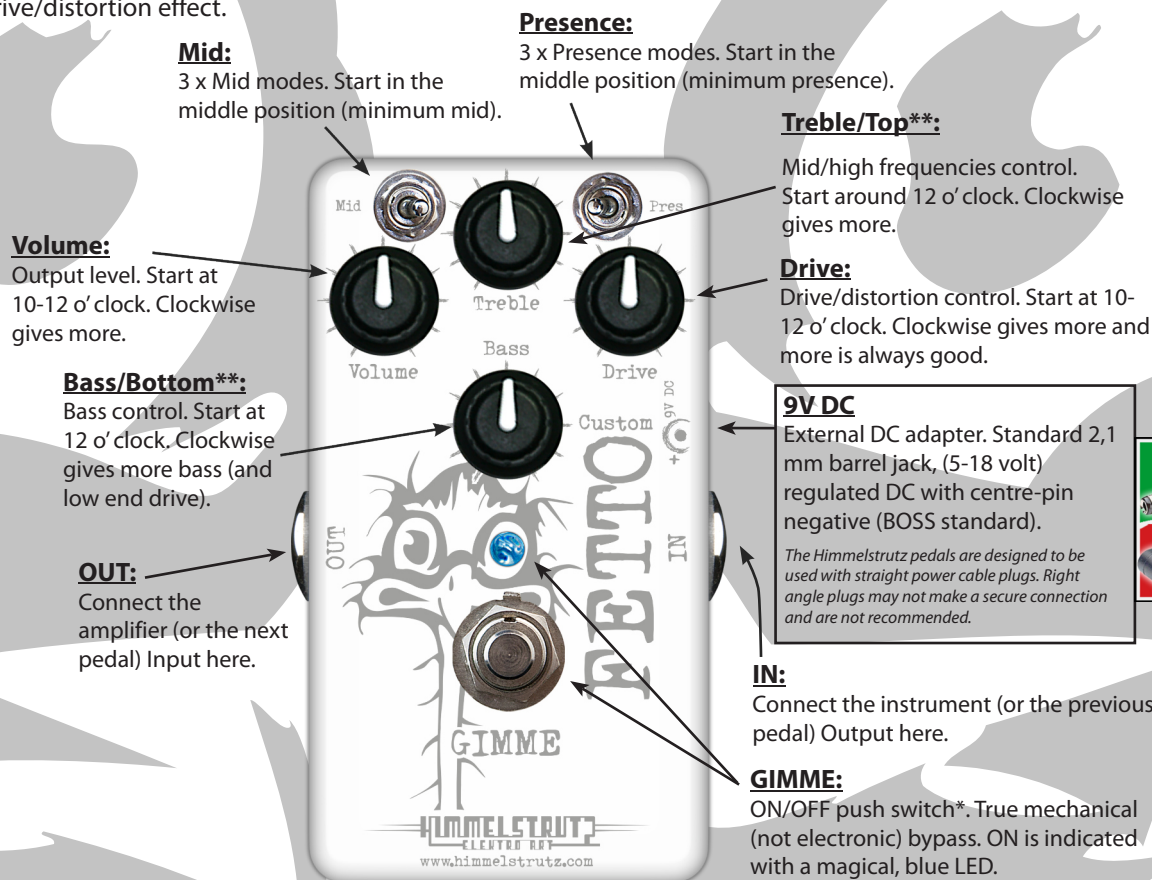 rive/distortion effect.
Mid:
3 x Mid modes. Start in the
middle position (minimum mid).
Presence:
3 x Presence modes. Start in the
middle position (minimum presence).
Treble/Top**:
Mid/high frequencies control.
Start around 12 o’clock. Clockwise
gives more.
Volume:
Output level. Start at
10-12 o’clock. Clockwise
gives more.
Drive:
Drive/distortion control. Start at 10-
12 o’clock. Clockwise gives more and
more is always good.
Bass/Bottom**:
Bass control. Start at
12 o’clock. Clockwise
gives more bass (and
low end drive).
9V DC
External DC adapter. Standard 2,1
mm barrel jack, (5-18 volt)
regulated DC with centre-pin
negative (BOSS standard).
The Himmelstrutz pedals are designed to be
used with straight power cable plugs. Right
angle plugs may not make a secure connection
and are not recommended.
OUT:
Connect the
amplifier (or the next
pedal) Input here.
IN:
Connect the instrument (or the previous
pedal) Output here.
GIMME:
ON/OFF push switch*. True mechanical
(not electronic) bypass. ON is indicated
with a magical, blue LED.
Mid
Pres
Treble
Volume
Bass
Drive
Custom
9V DC
+
FETTO
OUT
IN
GIMME
HIMMELSTRUTZ
ELEKTRO ART
www.himmelstrutz.com